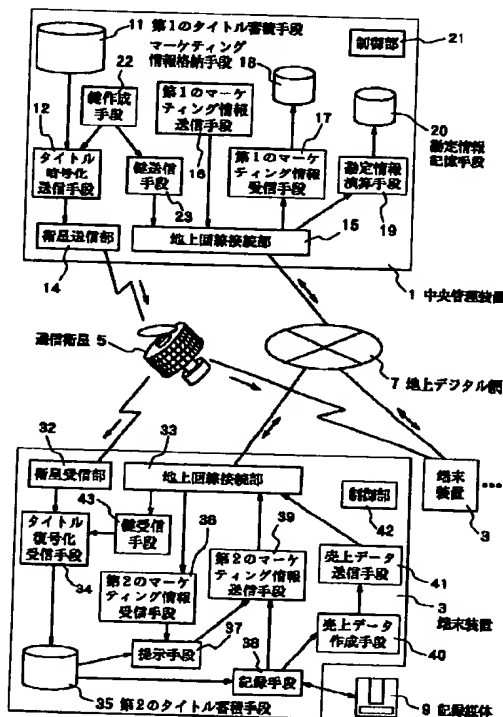 11 第1のタイトル蓄積手段
マーケティング
情報格納手段 18
制御部
21
22
鍵作成
手段
第1のマーケ
ティング情報
送信手段
17
12
16
20
勘定情報
記憶手段
タイトル
暗号化
送信手段
鍵送信
手段
第1のマーケ
ティング情報
受信手段
勘定情報
演算手段
23
15
19
衛星送信部
地上回線接続部
14
1 中央管理装置
通信衛星 5
7 地上デジタル網
32
33
衛星受信部
地上回線接続部
端末
装置
...
43
39
制御部
3
タイトル
復号化
受信手段
鍵受信
手段
38
42
第2のマーケ
ティング情報
送信手段
売上データ
送信手段
41
34
第2のマーケ
ティング情報
受信手段
3
端末装置
提示手段
37
38
売上データ
作成手段
40
記録手段
35 第2のタイトル蓄積手段
9 記録媒体